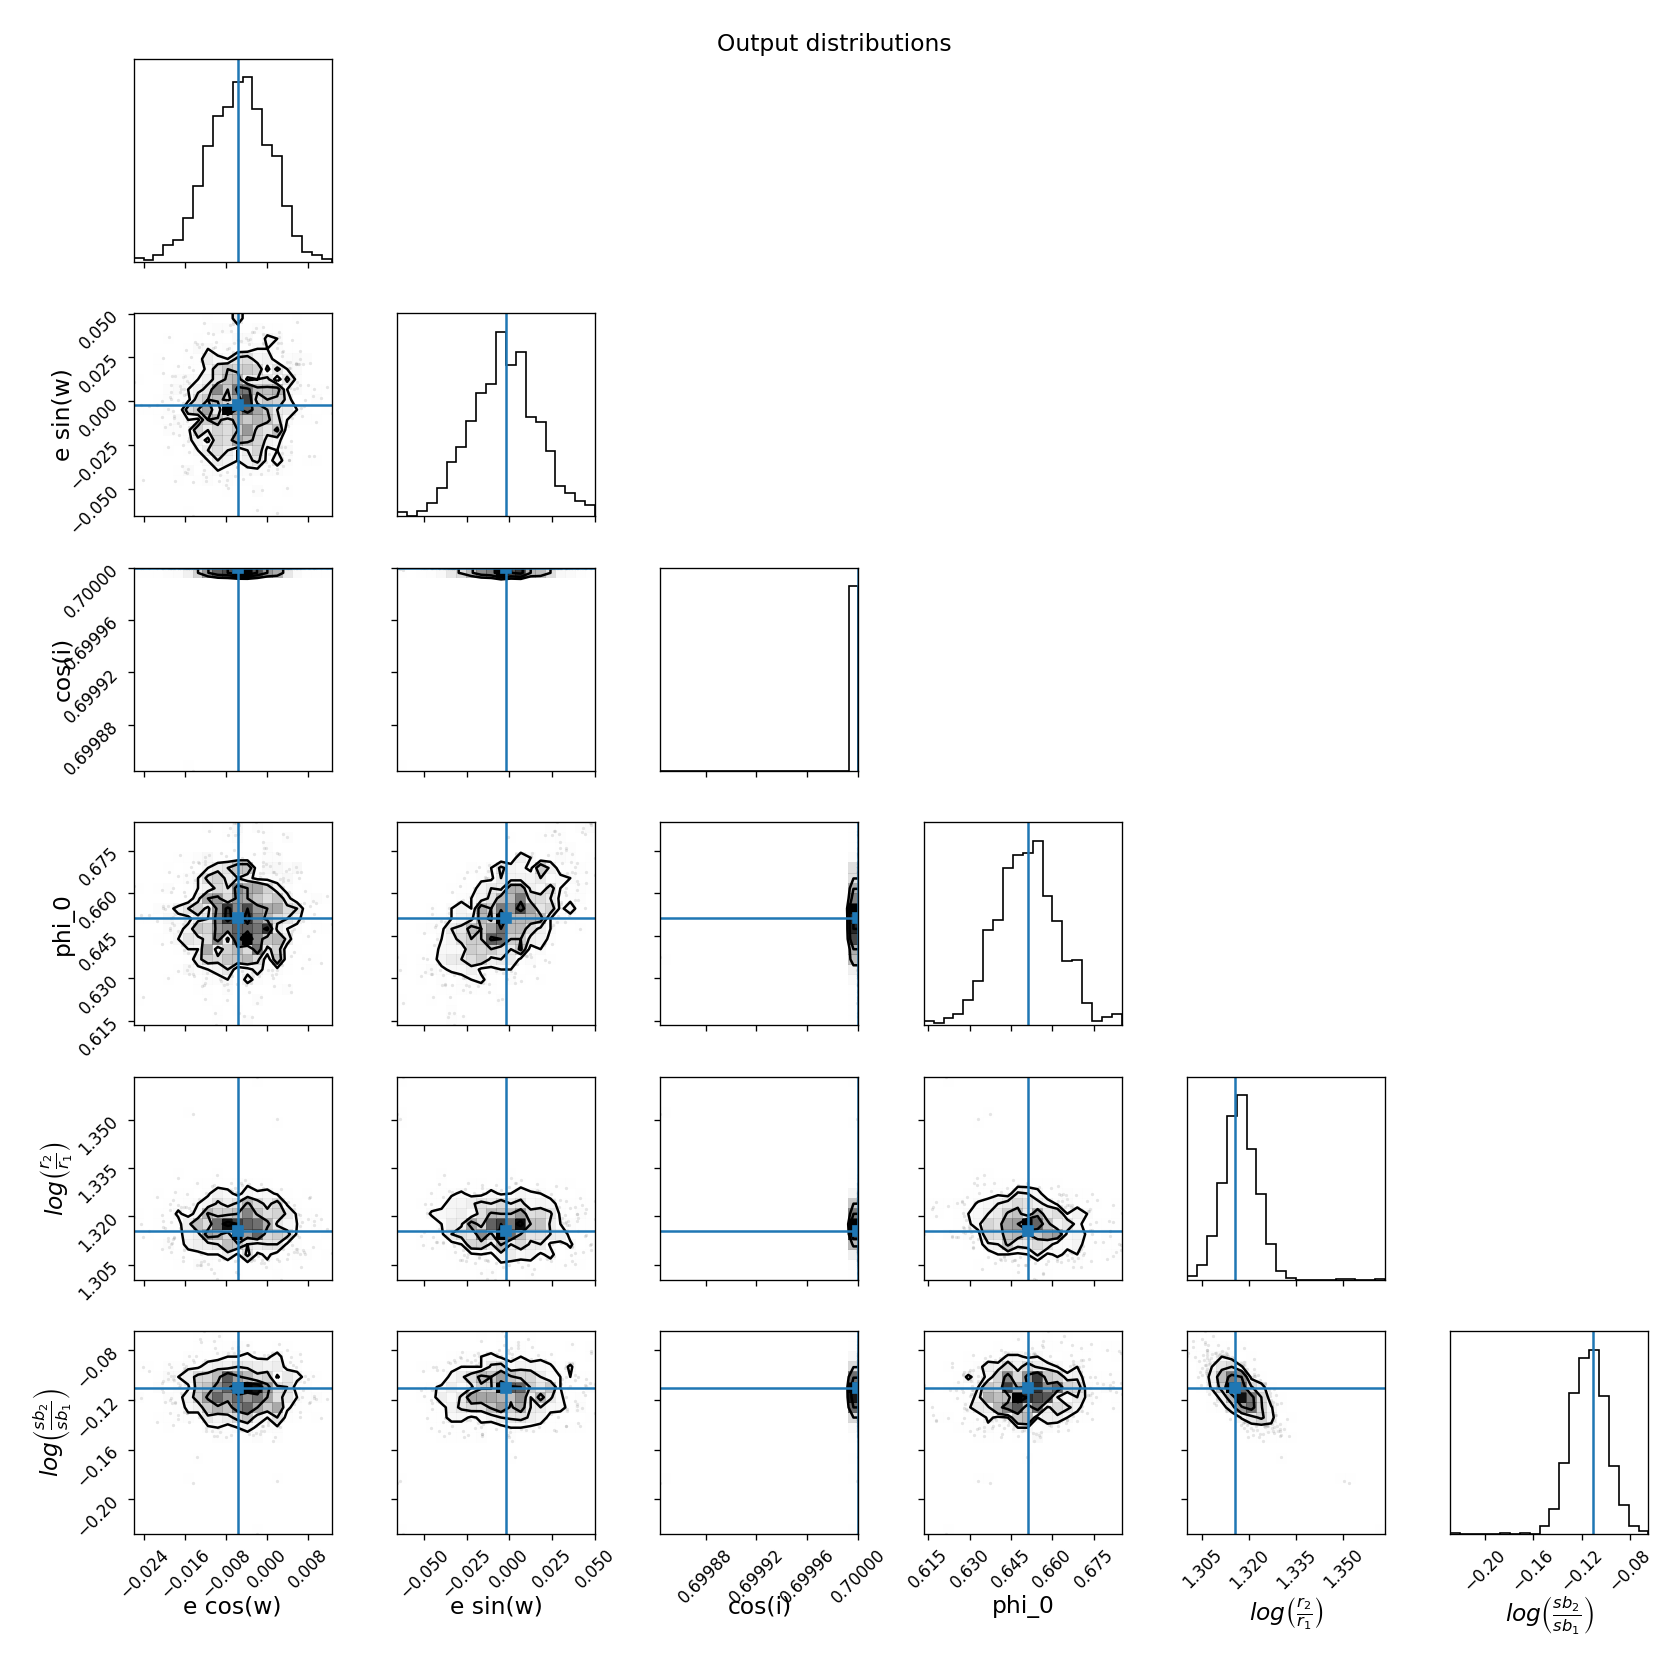 Output distributions
e sin(w)
0.050
0.025
0.000
−0.025
−0.050
cos(i)
0.70000
0.69996
0.69992
0.69988
phi_0
0.675
0.660
0.645
0.630
0.615
log(r2/r1)
1.350
1.335
1.320
1.305
log(sb2/sb1)
−0.08
−0.12
−0.16
−0.20
−0.024 −0.016 −0.008 0.000 0.008
−0.050 −0.025 0.000 0.025 0.050
0.69988 0.69992 0.69996 0.70000
0.615 0.630 0.645 0.660 0.675
1.305 1.320 1.335 1.350
−0.20 −0.16 −0.12 −0.08
e cos(w) e sin(w) cos(i) phi_0 log(r2/r1) log(sb2/sb1)